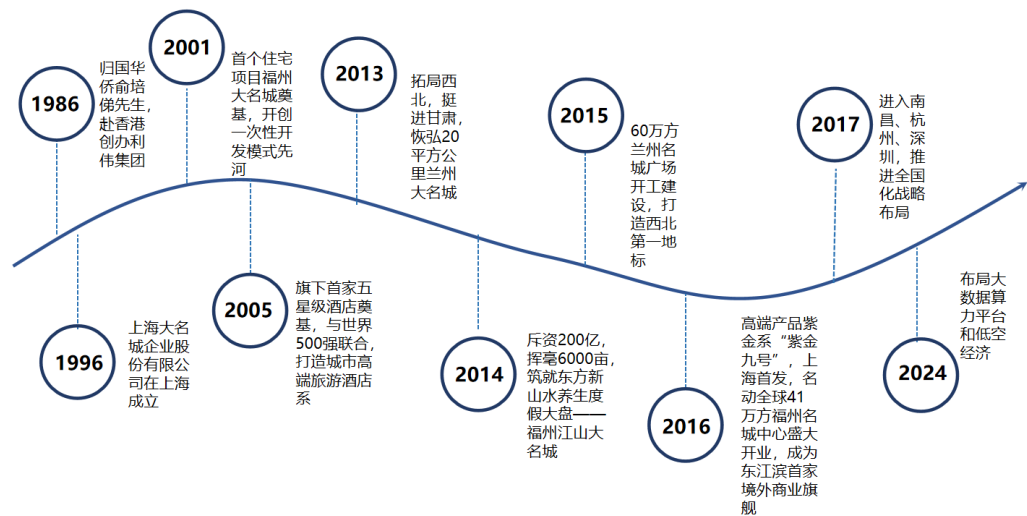 1986
归国华
侨俞培
俤先生，
赴香港
创办利
伟集团
1996
上海大名
城企业股
份有限公
司在上海
成立
2001
首个住宅
项目福州
大名城奠
基，开创
一次性开
发模式先
河
2005
旗下首家五
星级酒店奠
基，与世界
500强联合，
打造城市高
端旅游酒店
系
2013
拓局西
北，挺
进甘肃，
恢弘20
平方公
里兰州
大名城
2014
斥资200亿，
挥毫6000亩，
筑就东方新
山水养生度
假大盘——
福州江山大
名城
2015
60万方
兰州名
城广场
开工建
设，打
造西北
第一地
标
2016
高端产品紫
金系“紫金
九号”，上
海首发，名
动全球41
万方福州名
城中心盛大
开业，成为
东江滨首家
境外商业旗
舰
2017
进入南
昌、杭
州、深
圳，推
进全国
化战略
布局
2024
布局大
数据算
力平台
和低空
经济